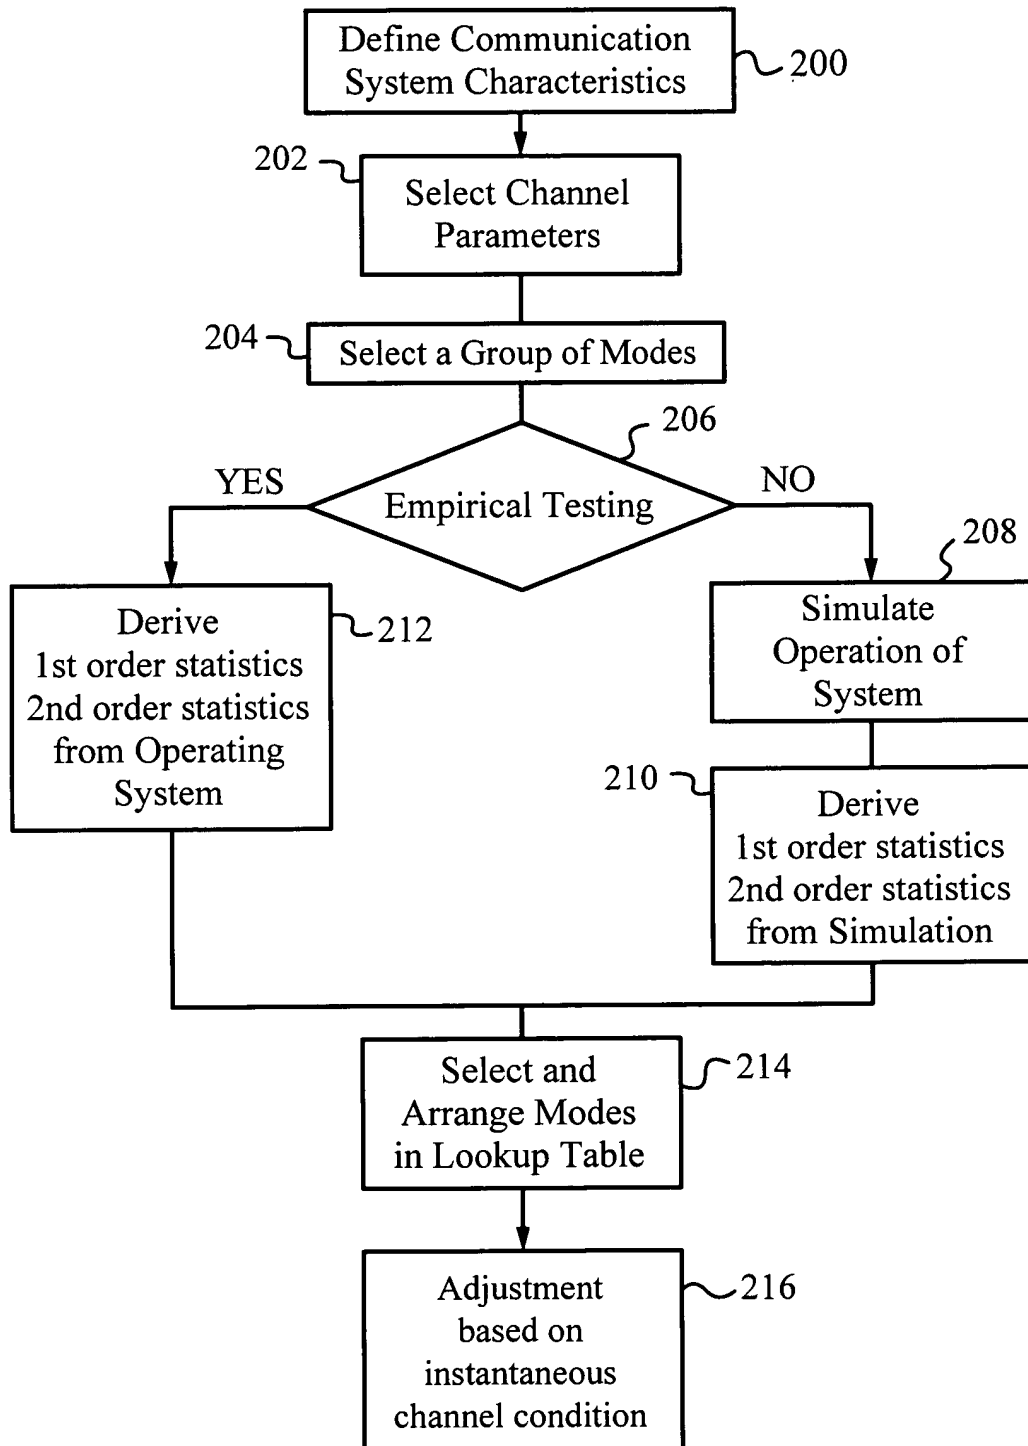 Define Communication
System Characteristics
200
202
Select Channel
Parameters
204
Select a Group of Modes
206
YES
Empirical Testing
NO
208
Derive
1st order statistics
2nd order statistics
from Operating
System
212
Simulate
Operation of
System
210
Derive
1st order statistics
2nd order statistics
from Simulation
Select and
Arrange Modes
in Lookup Table
214
Adjustment
based on
instantaneous
channel condition
216